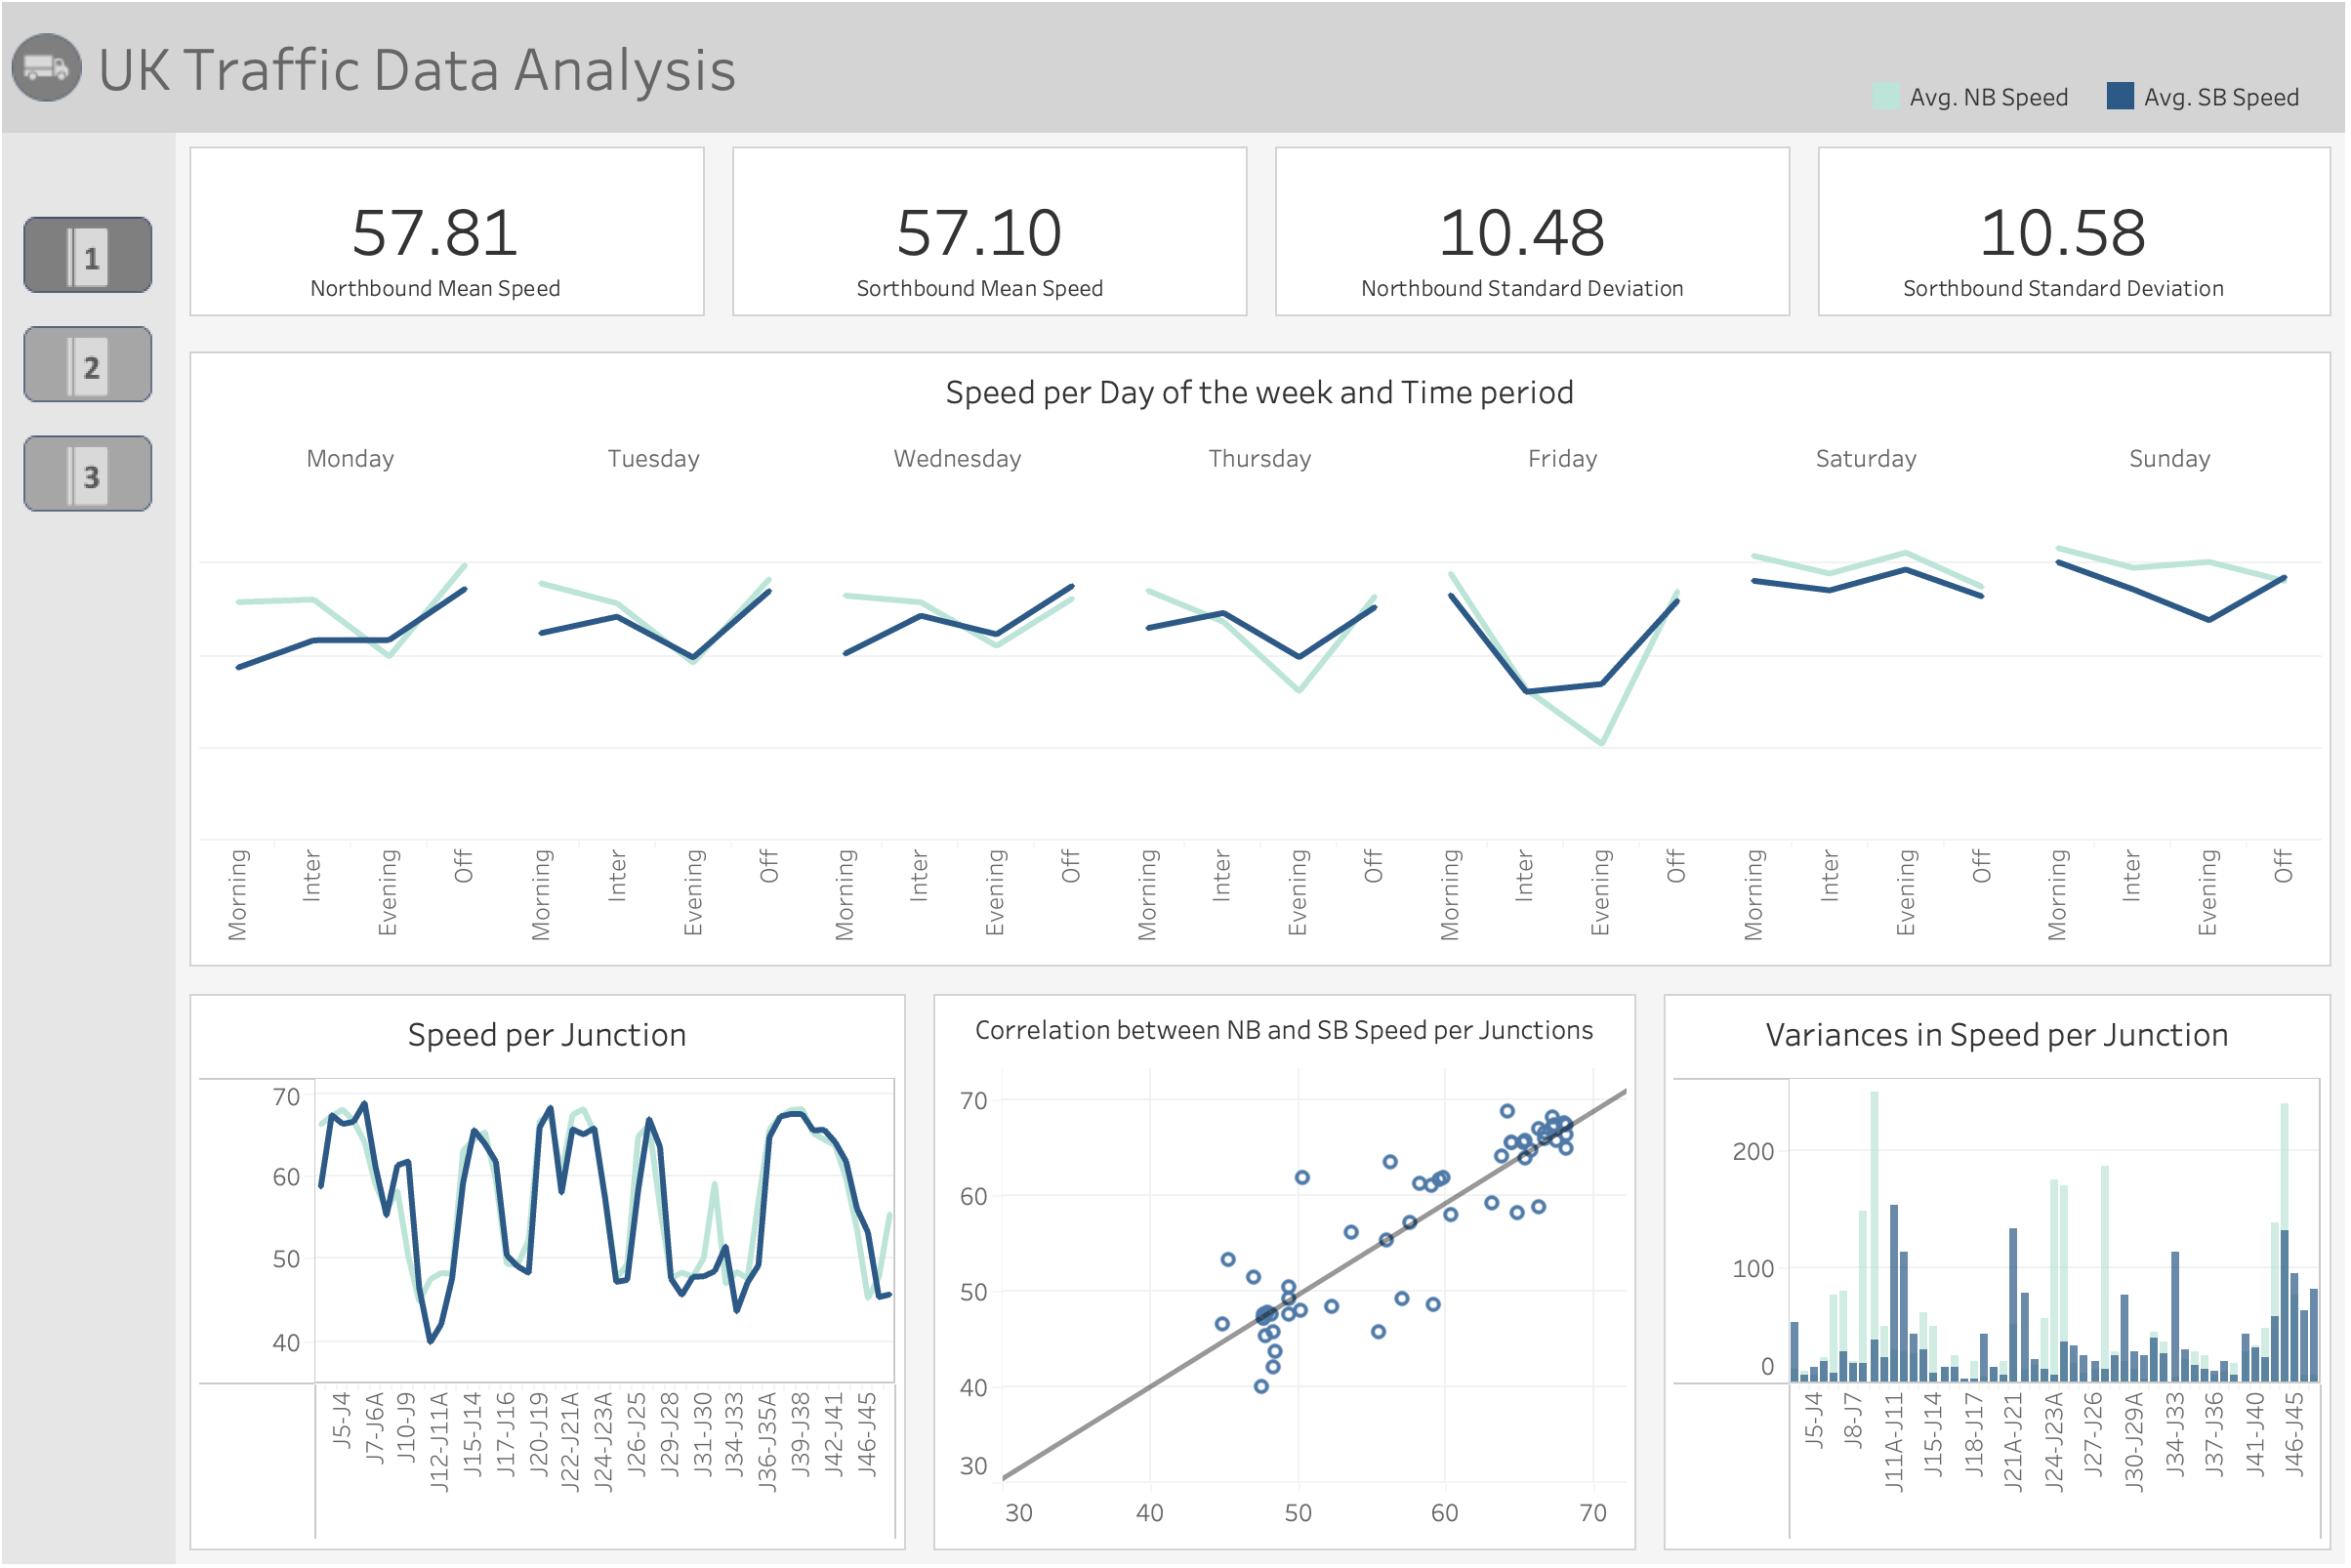 UK Traffic Data Analysis
Avg. NB Speed
Avg. SB Speed
1
2
3
57.81
Northbound Mean Speed
57.10
Sorthbound Mean Speed
10.48
Northbound Standard Deviation
10.58
Sorthbound Standard Deviation
Speed per Day of the week and Time period
Monday Tuesday Wednesday Thursday Friday Saturday Sunday
Morning Inter Evening Off Morning Inter Evening Off Morning Inter Evening Off Morning Inter Evening Off Morning Inter Evening Off Morning Inter Evening Off Morning Inter Evening Off
Speed per Junction
70
60
50
40
J5-J4 J7-J6A J10-J9 J12-J11A J15-J14 J17-J16 J20-J19 J22-J21A J24-J23A J26-J25 J29-J28 J31-J30 J34-J33 J36-J35A J39-J38 J42-J41 J46-J45
Correlation between NB and SB Speed per Junctions
70
60
50
40
30
30 40 50 60 70
Variances in Speed per Junction
200
100
0
J5-J4 J8-J7 J11A-J11 J15-J14 J18-J17 J21A-J21 J24-J23A J27-J26 J30-J29A J34-J33 J37-J36 J41-J40 J46-J45